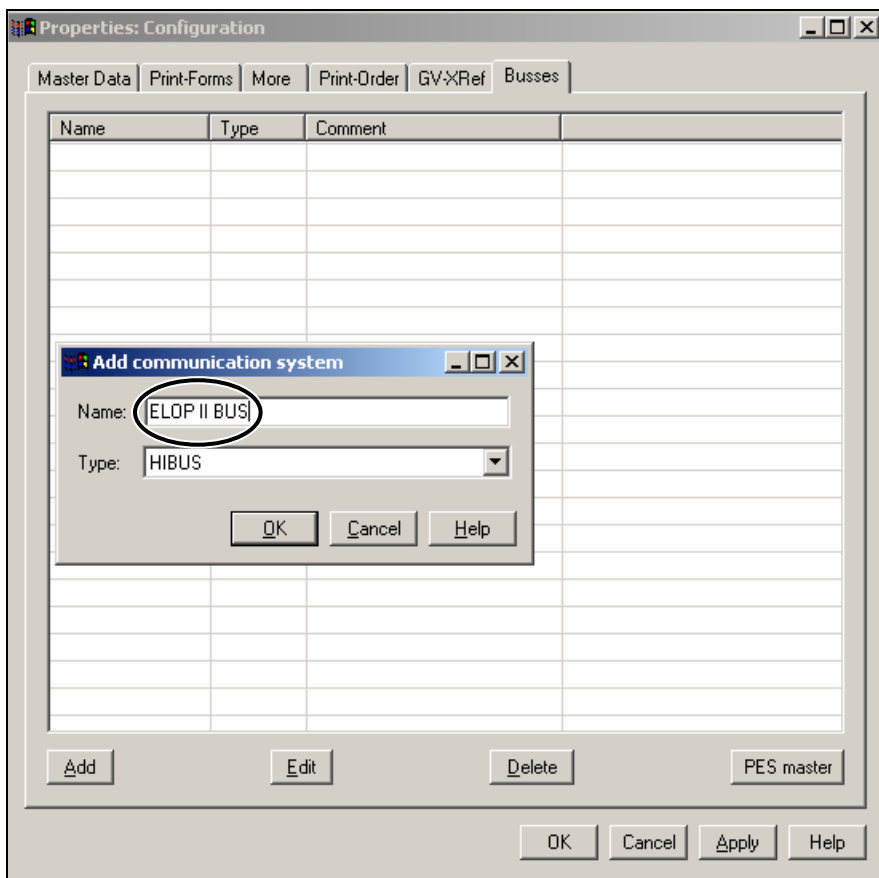 Properties: Configuration
Master Data Print-Forms More Print-Order GV-XRef Busses
Name Type Comment
Add communication system
Name: ELOP II BUS
Type: HIBUS
OK Cancel Help
Add Edit Delete PES master
OK Cancel Apply Help